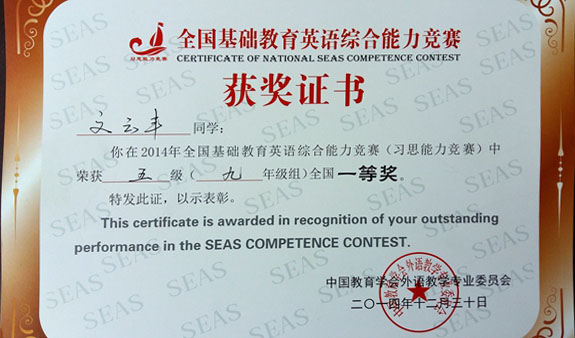 全国基础教育英语综合能力竞赛
CERTIFICATE OF NATIONAL SEAS COMPETENCE CONTEST
习思能力竞赛
获奖证书
文云丰 同学：
你在2014年全国基础教育英语综合能力竞赛（习思能力竞赛）中
荣获 五 级（ 九 年级组）全国 一等奖。
特发此证，以示表彰。
This certificate is awarded in recognition of your outstanding
performance in the SEAS COMPETENCE CONTEST.
中国教育学会外语教学专业委员会
二〇一四年十二月三十日